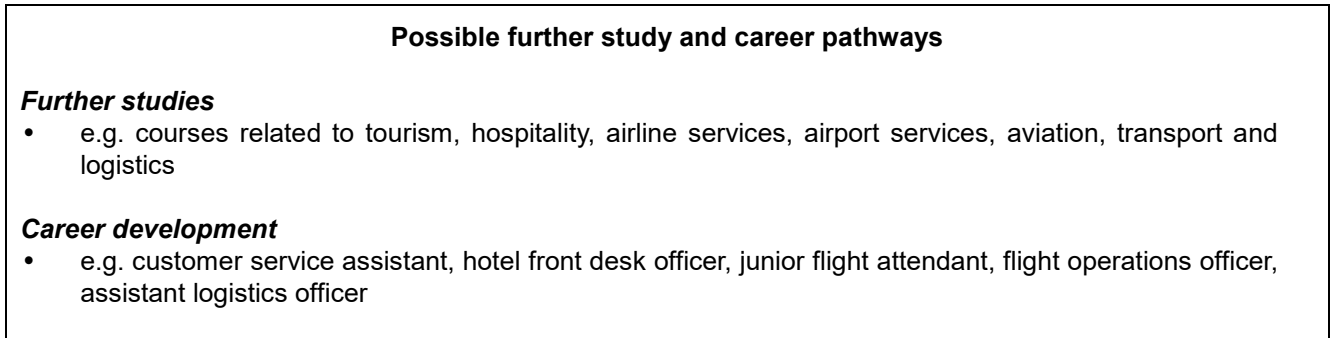 Possible further study and career pathways
Further studies
• e.g. courses related to tourism, hospitality, airline services, airport services, aviation, transport and
logistics
Career development
• e.g. customer service assistant, hotel front desk officer, junior flight attendant, flight operations officer,
assistant logistics officer